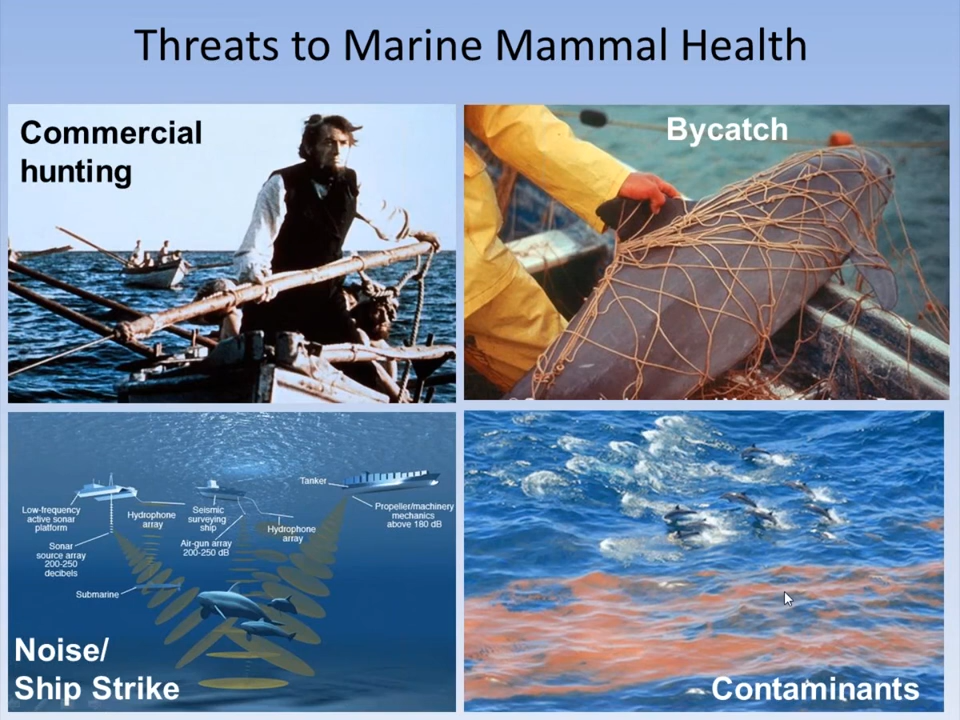 Threats to Marine Mammal Health
Commercial
hunting
Bycatch
Low-frequency
active sonar
platform
Hydrophone
array
Seismic
surveying
ship
Tanker
Propeller/machinery
mechanics
above 180 dB
Hydrophone
array
Sonar
source array
200-250
decibels
Air-gun array
200-250 dB
Submarine
Noise/
Ship Strike
Contaminants